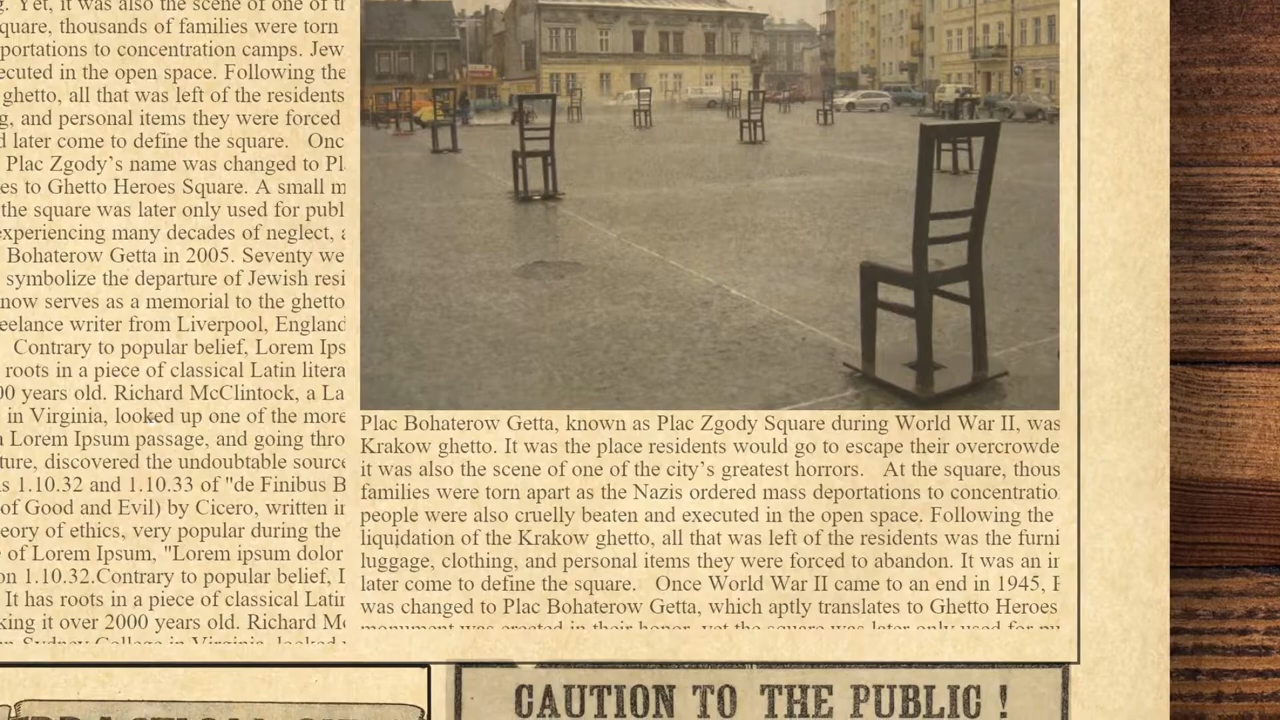 g. Yet, it was also the scene of one of
quare, thousands of families were torn
portations to concentration camps. Jew
ecuted in the open space. Following the
ghetto, all that was left of the residents
g, and personal items they were forced
d later come to define the square. Onc
Plac Zgody's name was changed to Pl
es to Ghetto Heroes Square. A small m
the square was later only used for publ
experiencing many decades of neglect, a
Bohaterow Getta in 2005. Seventy we
symbolize the departure of Jewish resi
now serves as a memorial to the ghetto
eelance writer from Liverpool, England
Contrary to popular belief, Lorem Ips
roots in a piece of classical Latin litera
00 years old. Richard McClintock, a La
in Virginia, looked up one of the more
a Lorem Ipsum passage, and going thro
ture, discovered the undoubtable source
s 1.10.32 and 1.10.33 of "de Finibus B
of Good and Evil) by Cicero, written in
eory of ethics, very popular during the
of Lorem Ipsum, "Lorem ipsum dolor
on 1.10.32.Contrary to popular belief, L
It has roots in a piece of classical Latin
king it over 2000 years old. Richard Mc
Sydney College in Virginia, looked
Plac Bohaterow Getta, known as Plac Zgody Square during World War II, was
Krakow ghetto. It was the place residents would go to escape their overcrowde
it was also the scene of one of the city's greatest horrors. At the square, thous
families were torn apart as the Nazis ordered mass deportations to concentratio
people were also cruelly beaten and executed in the open space. Following the
liquidation of the Krakow ghetto, all that was left of the residents was the furni
luggage, clothing, and personal items they were forced to abandon. It was an ir
later come to define the square. Once World War II came to an end in 1945, P
was changed to Plac Bohaterow Getta, which aptly translates to Ghetto Heroes
monument was erected in their honor, yet the square was later only used for pu
CAUTION TO THE PUBLIC !